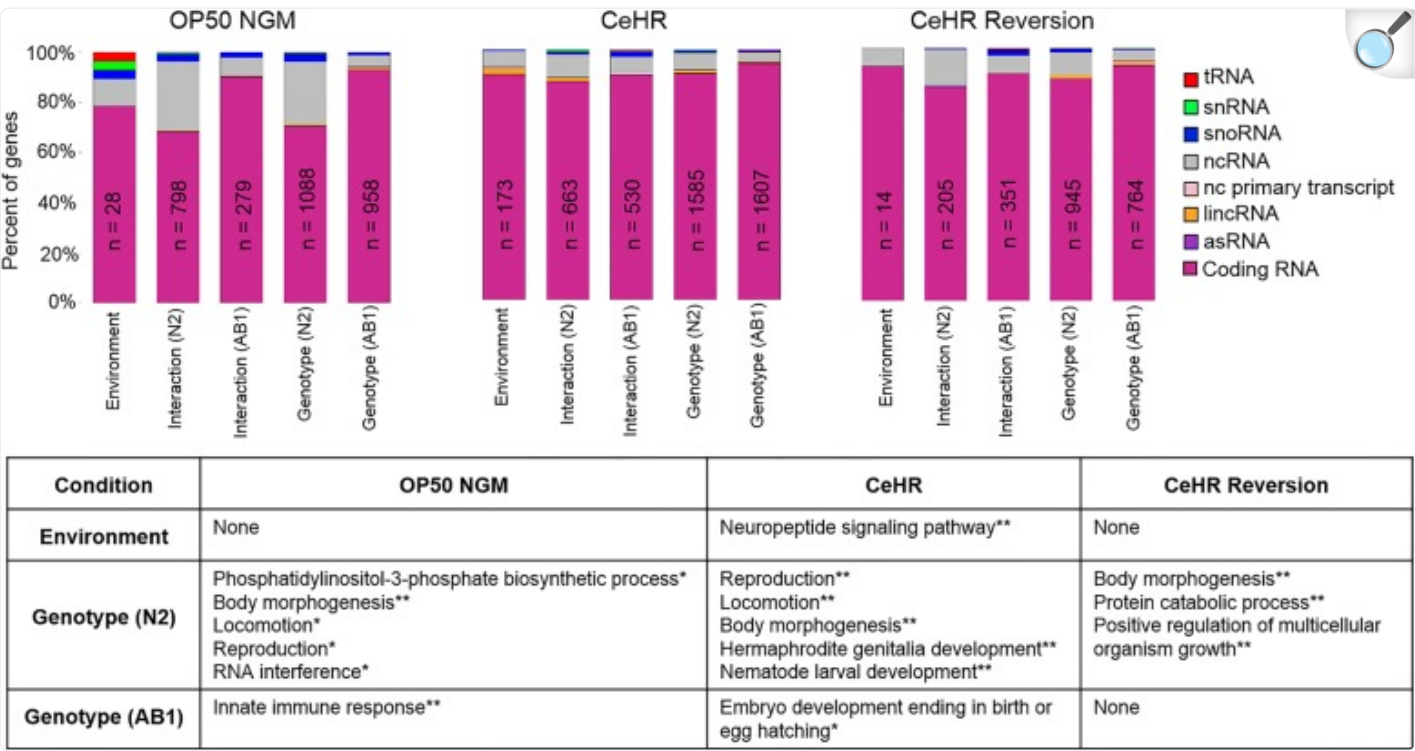 OP50 NGM
CeHR
CeHR Reversion
Percent of genes
100%
80%
60%
40%
20%
0%
n = 28
n = 798
n = 279
n = 1088
n = 958
n = 173
n = 663
n = 530
n = 1585
n = 1607
n = 14
n = 205
n = 351
n = 945
n = 764
Environment
Interaction (N2)
Interaction (AB1)
Genotype (N2)
Genotype (AB1)
Environment
Interaction (N2)
Interaction (AB1)
Genotype (N2)
Genotype (AB1)
Environment
Interaction (N2)
Interaction (AB1)
Genotype (N2)
Genotype (AB1)
tRNA
snRNA
snoRNA
ncRNA
nc primary transcript
lincRNA
asRNA
Coding RNA
Condition
OP50 NGM
CeHR
CeHR Reversion
Environment
None
Neuropeptide signaling pathway**
None
Genotype (N2)
Phosphatidylinositol-3-phosphate biosynthetic process*
Body morphogenesis**
Locomotion*
Reproduction*
RNA interference*
Reproduction**
Locomotion**
Body morphogenesis**
Hermaphrodite genitalia development**
Nematode larval development**
Body morphogenesis**
Protein catabolic process**
Positive regulation of multicellular
organism growth**
Genotype (AB1)
Innate immune response**
Embryo development ending in birth or
egg hatching*
None